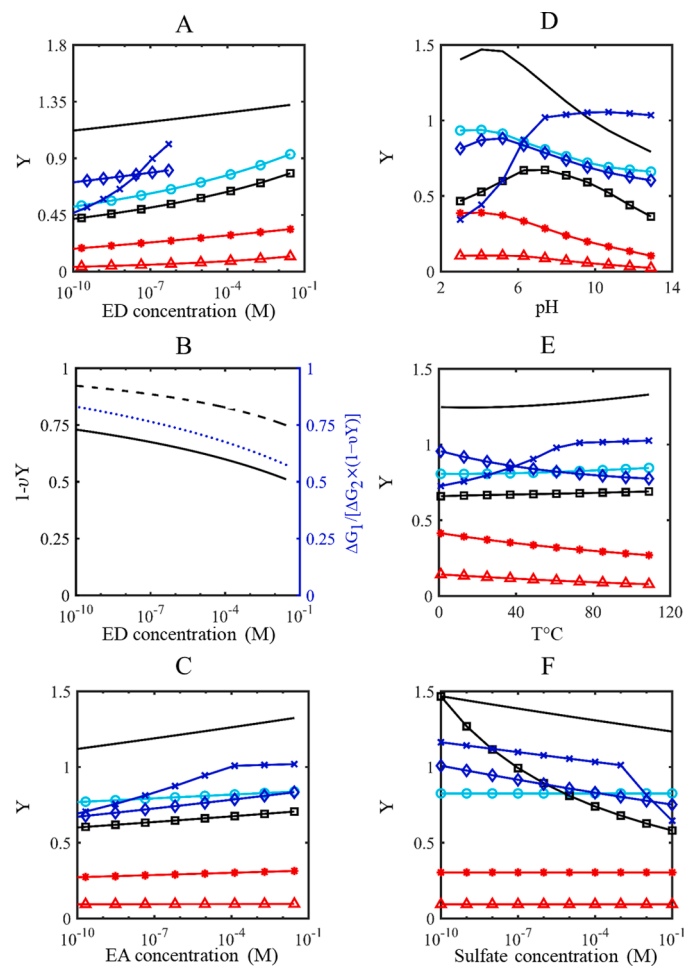 A
Y
1.8
1.35
0.9
0.45
0
10⁻¹⁰ 10⁻⁷ 10⁻⁴ 10⁻¹
ED concentration (M)
B
1-υY
1
0.75
0.5
0.25
0
10⁻¹⁰ 10⁻⁷ 10⁻⁴ 10⁻¹
ED concentration (M)
1
0.75
0.5
0.25
0
ΔG₁/[ΔG₂×(1−υY)]
C
Y
1.5
1
0.5
0
10⁻¹⁰ 10⁻⁷ 10⁻⁴ 10⁻¹
EA concentration (M)
D
Y
1.5
1
0.5
0
2 6 10 14
pH
E
Y
1.5
1
0.5
0
0 40 80 120
T°C
F
Y
1.5
1
0.5
0
10⁻¹⁰ 10⁻⁷ 10⁻⁴ 10⁻¹
Sulfate concentration (M)